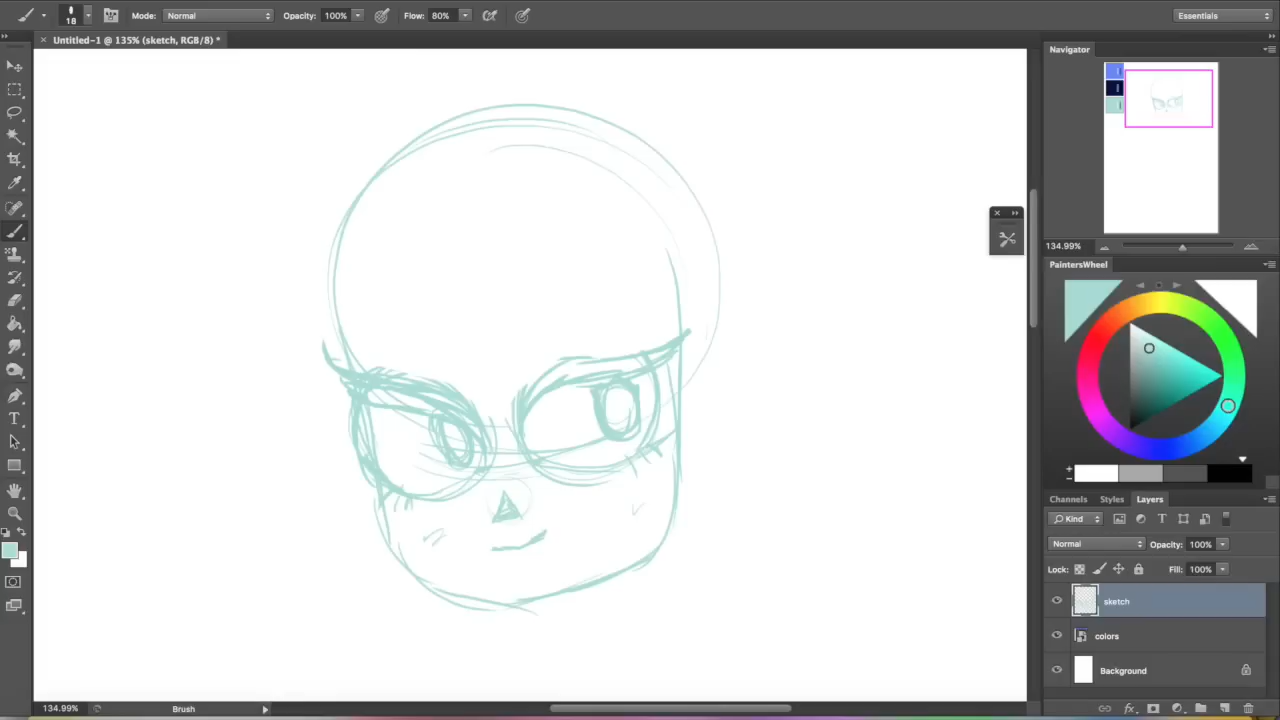 18 Mode: Normal Opacity: 100% Flow: 80% Essentials
× Untitled-1 @ 135% (sketch, RGB/8) *
Navigator
134.99%
PaintersWheel
Channels Styles Layers
Kind
Normal Opacity: 100%
Lock: Fill: 100%
sketch
colors
Background
134.99% Brush